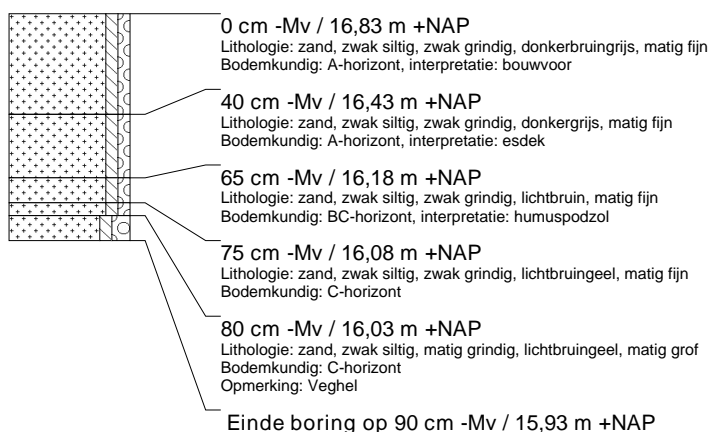 0 cm -Mv / 16,83 m +NAP
Lithologie: zand, zwak siltig, zwak grindig, donkerbruingrijs, matig fijn
Bodemkundig: A-horizont, interpretatie: bouwvoor
40 cm -Mv / 16,43 m +NAP
Lithologie: zand, zwak siltig, zwak grindig, donkergrijs, matig fijn
Bodemkundig: A-horizont, interpretatie: esdek
65 cm -Mv / 16,18 m +NAP
Lithologie: zand, zwak siltig, zwak grindig, lichtbruin, matig fijn
Bodemkundig: BC-horizont, interpretatie: humuspodzol
75 cm -Mv / 16,08 m +NAP
Lithologie: zand, zwak siltig, zwak grindig, lichtbruingeel, matig fijn
Bodemkundig: C-horizont
80 cm -Mv / 16,03 m +NAP
Lithologie: zand, zwak siltig, matig grindig, lichtbruingeel, matig grof
Bodemkundig: C-horizont
Opmerking: Veghel
Einde boring op 90 cm -Mv / 15,93 m +NAP